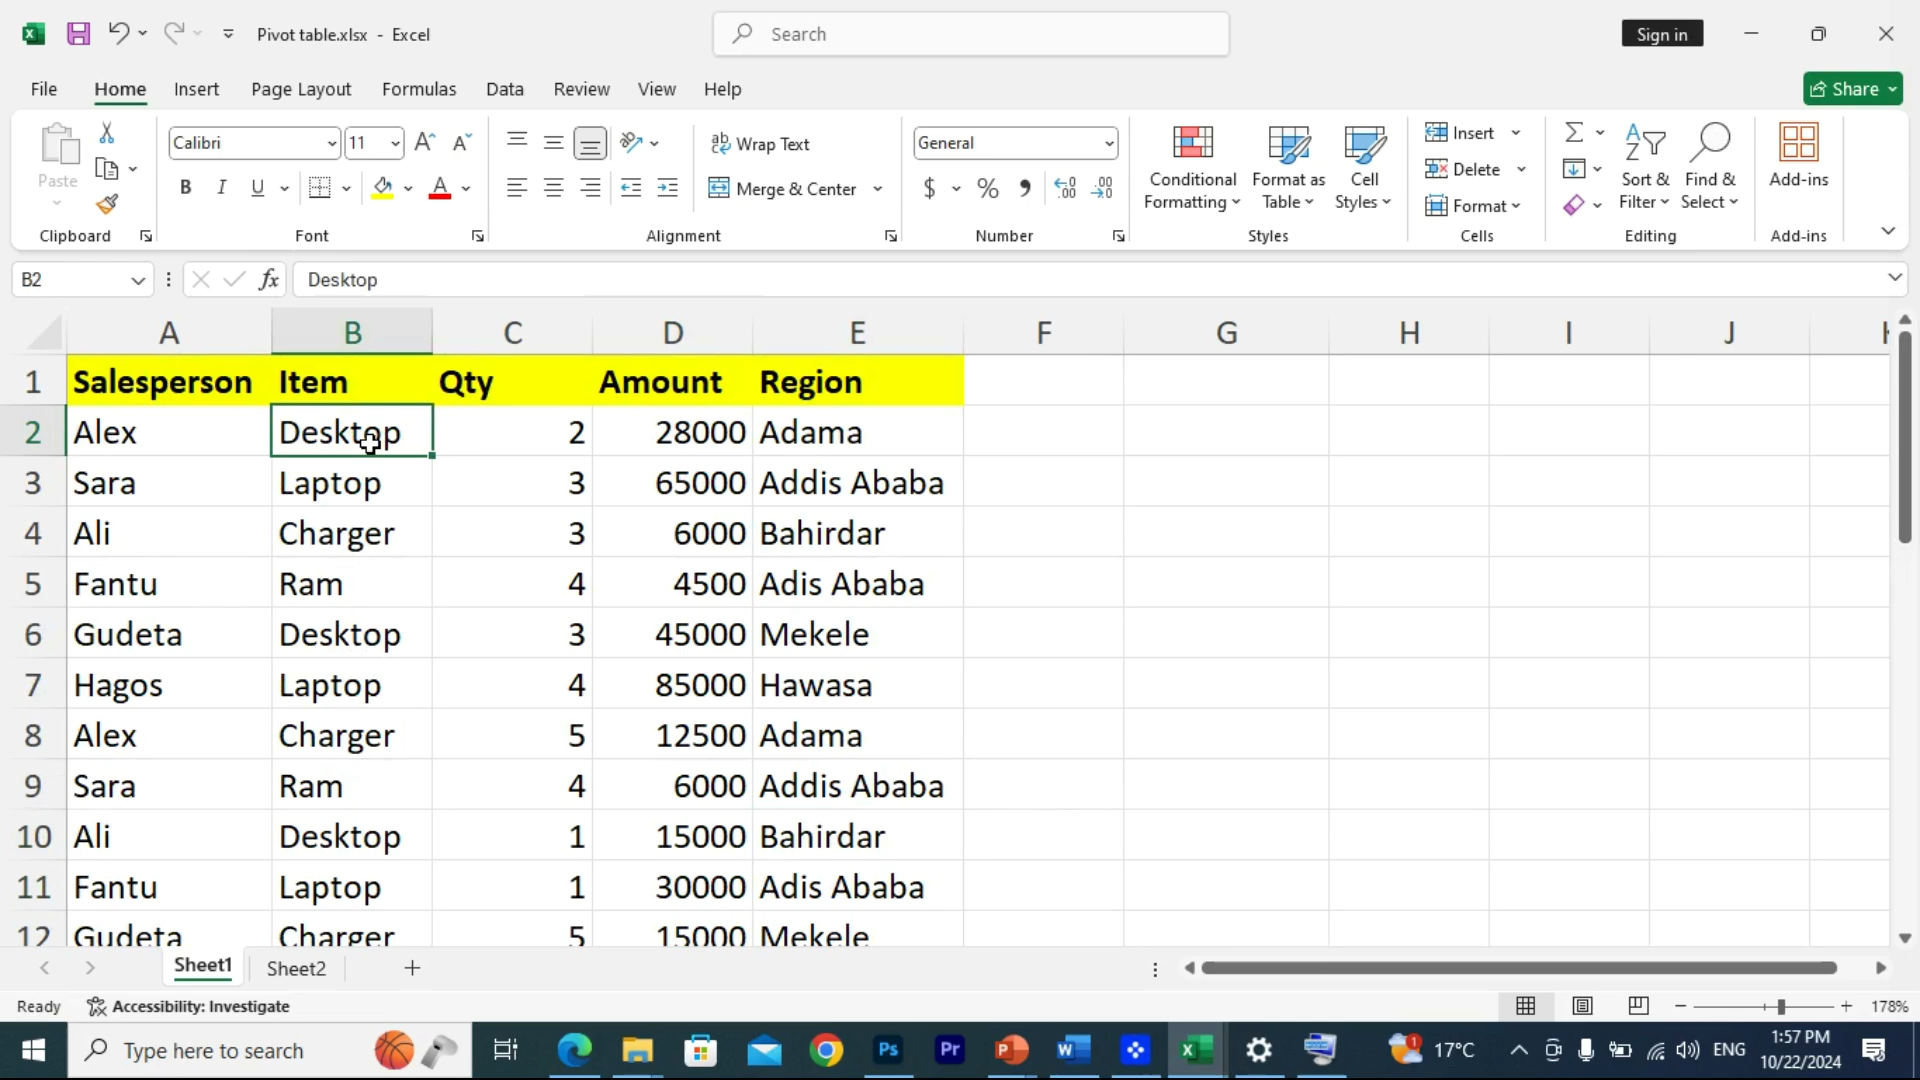 Pivot table.xlsx - Excel
Search
Sign in
File Home Insert Page Layout Formulas Data Review View Help
Share
Paste
Calibri 11
B I U
Wrap Text
Merge & Center
General
$ %
Conditional Formatting
Format as Table
Cell Styles
Insert
Delete
Format
Sort & Filter
Find & Select
Add-ins
Clipboard Font Alignment Number Styles Cells Editing Add-ins
B2 fx Desktop
A B C D E F G H I J
1 Salesperson Item Qty Amount Region
2 Alex Desktop 2 28000 Adama
3 Sara Laptop 3 65000 Addis Ababa
4 Ali Charger 3 6000 Bahirdar
5 Fantu Ram 4 4500 Adis Ababa
6 Gudeta Desktop 3 45000 Mekele
7 Hagos Laptop 4 85000 Hawasa
8 Alex Charger 5 12500 Adama
9 Sara Ram 4 6000 Addis Ababa
10 Ali Desktop 1 15000 Bahirdar
11 Fantu Laptop 1 30000 Adis Ababa
12 Gudeta Charger 5 15000 Mekele
Sheet1 Sheet2
Ready Accessibility: Investigate 178%
Type here to search
Ps Pr
17°C ENG
1:57 PM
10/22/2024